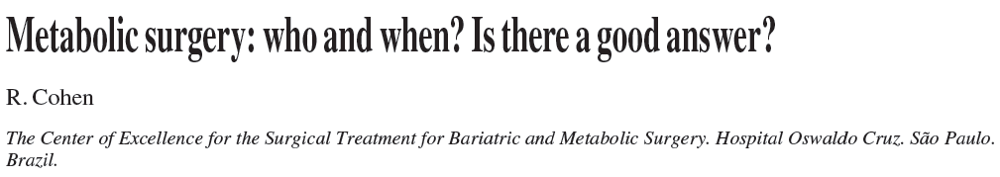 Metabolic surgery: who and when? Is there a good answer?
R. Cohen
The Center of Excellence for the Surgical Treatment for Bariatric and Metabolic Surgery. Hospital Oswaldo Cruz. São Paulo.
Brazil.